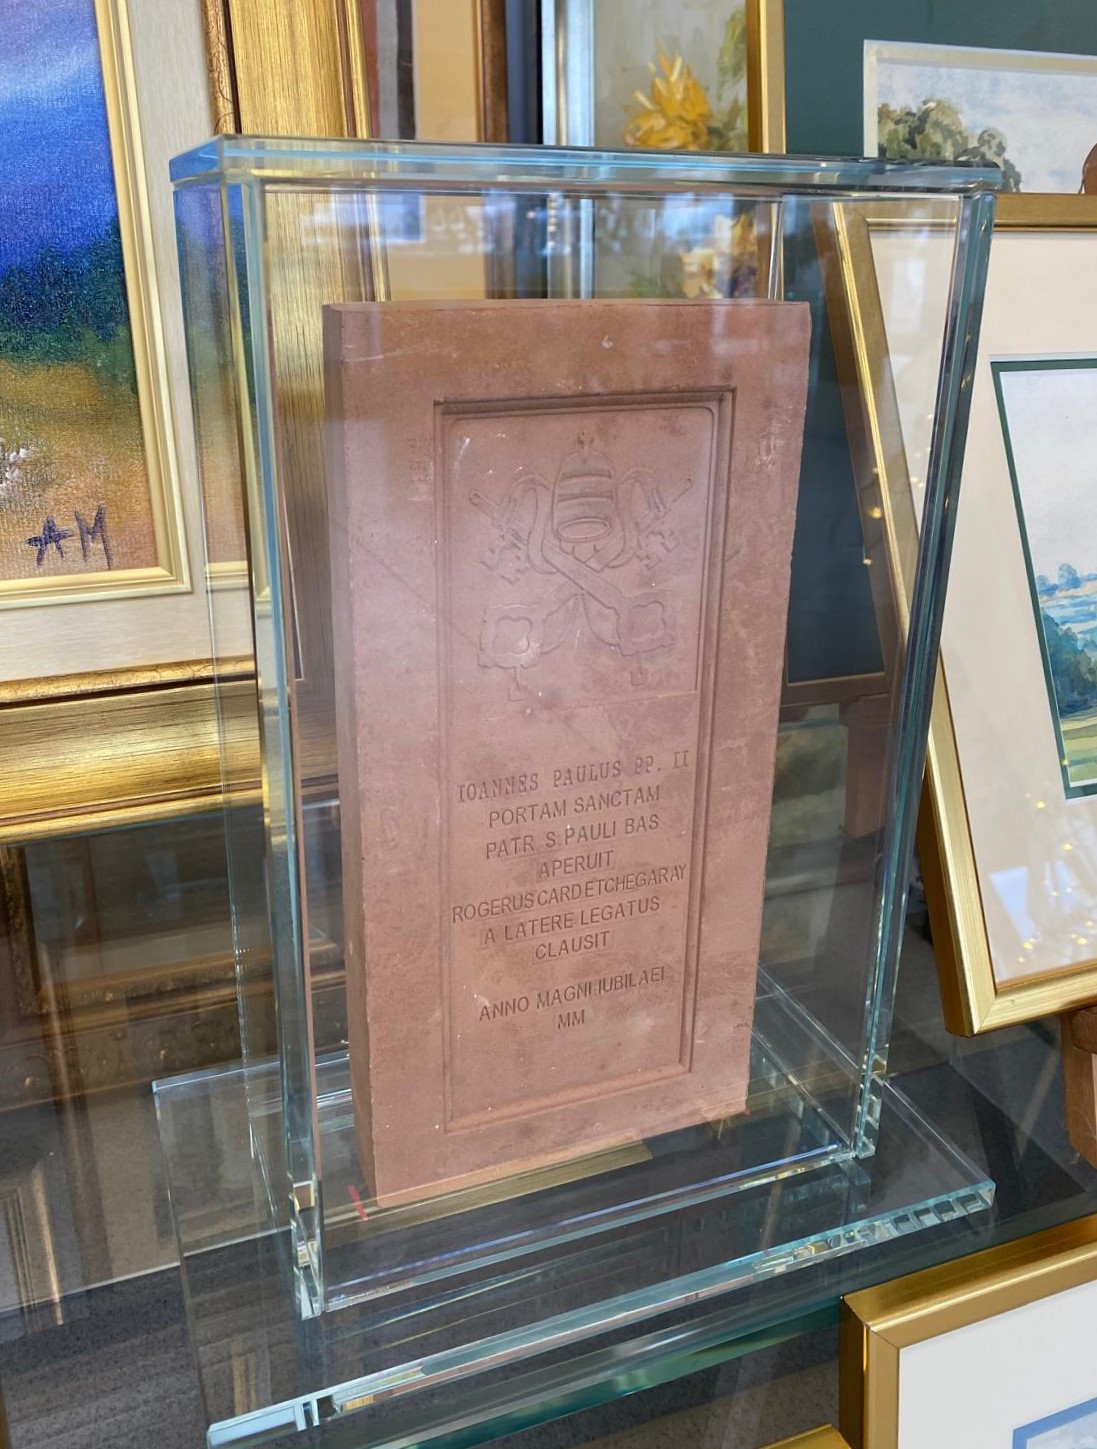 AM
IOANNES PAULUS PP. II
PORTAM SANCTAM
PATR. S. PAULI BAS
APERUIT
ROGERUS CARD ETCHEGARAY
A LATERE LEGATUS
CLAUSIT
ANNO MAGNI IUBILAEI
MM